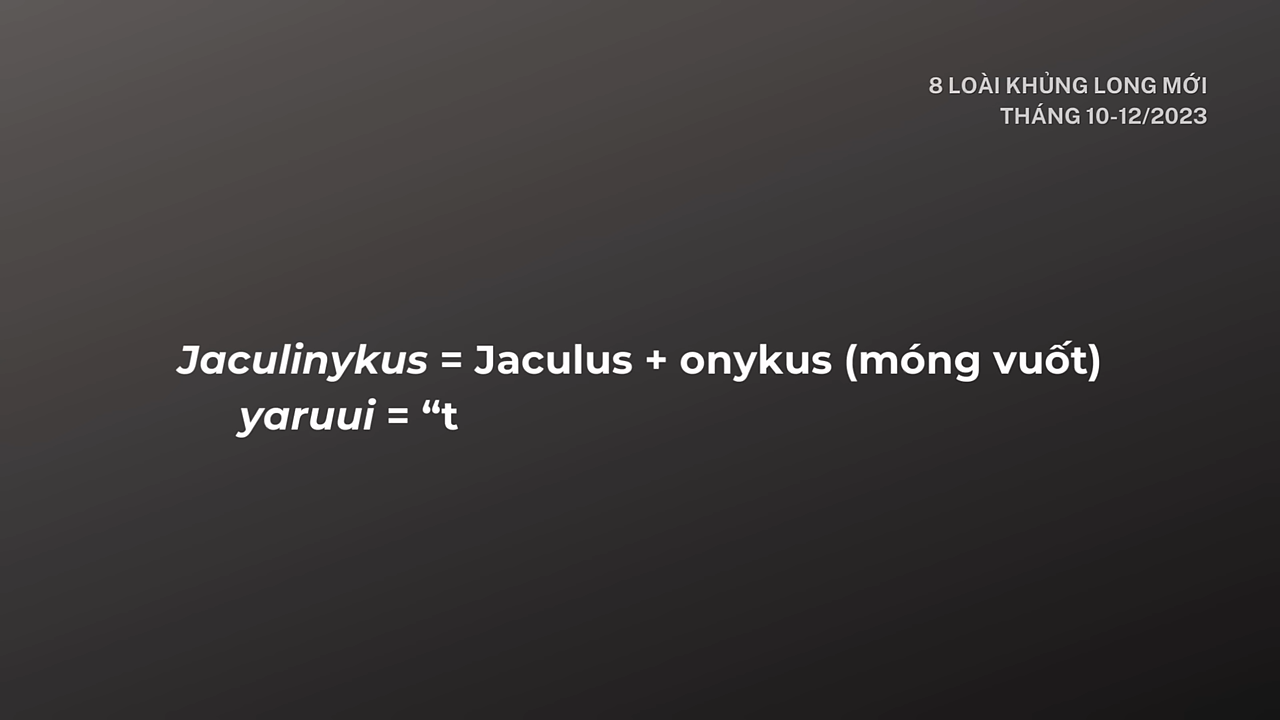 8 LOÀI KHỦNG LONG MỚI
THÁNG 10-12/2023
Jaculinykus = Jaculus + onykus (móng vuốt)
yaruui = “t